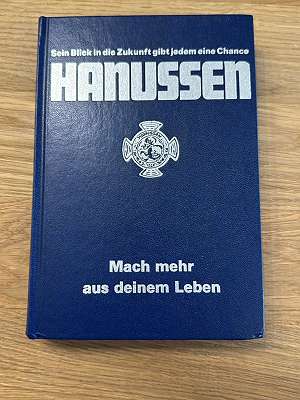 Sein Blick in die Zukunft gibt jedem eine Chance
HANUSSEN
Mach mehr
aus deinem Leben